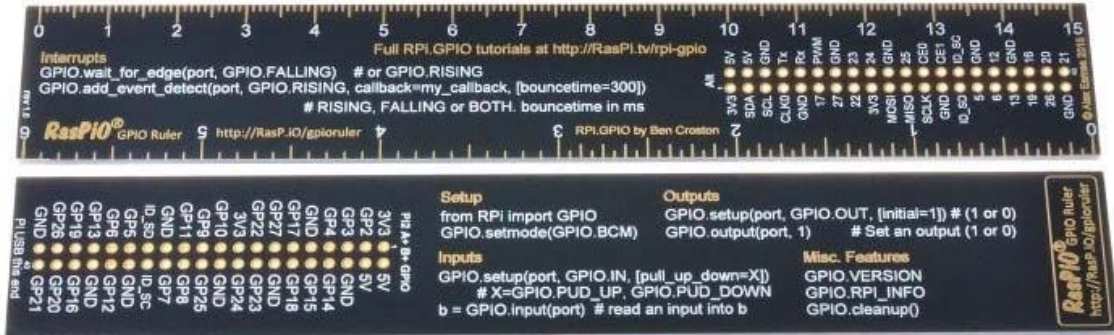 0 1 2 3 4 5 6 7 8 9 10 11 12 13 14 15
Full RPi.GPIO tutorials at http://RasPi.tv/rpi-gpio
Interrupts
GPIO.wait_for_edge(port, GPIO.FALLING) # or GPIO.RISING
GPIO.add_event_detect(port, GPIO.RISING, callback=my_callback, [bouncetime=300])
# RISING, FALLING or BOTH. bouncetime in ms
RasPiO® GPIO Ruler http://RasP.iO/gpioruler
RPI.GPIO by Ben Croston
6 5 4 3 2 1 0
All
5V 5V GND Tx Rx PWM GND 23 24 GND 25 CE0 CE1 ID_SC GND 12 GND 16 20 21
3V3 SDA SCL CLK0 GND 17 27 22 3V3 MOSI MISO SCLK GND ID_SD 5 6 13 19 26 GND
Pi USB this end
GND GP26 GP19 GP13 GP6 GP5 ID_SD GND GP11 GP9 GP10 3V3 GP22 GP27 GP17 GND GP4 GP3 GP2 3V3
GP21 GP20 GP16 GND GP12 GND ID_SC GP7 GP8 GP25 GND GP24 GP23 GND GP18 GP15 GP14 GND 5V 5V
Pi2 A+ B+ GPIO
Setup
from RPi import GPIO
GPIO.setmode(GPIO.BCM)
Outputs
GPIO.setup(port, GPIO.OUT, [initial=1]) # (1 or 0)
GPIO.output(port, 1) # Set an output (1 or 0)
Inputs
GPIO.setup(port, GPIO.IN, [pull_up_down=X])
# X=GPIO.PUD_UP, GPIO.PUD_DOWN
b = GPIO.input(port) # read an input into b
Misc. Features
GPIO.VERSION
GPIO.RPI_INFO
GPIO.cleanup()
RasPiO® GPIO Ruler
http://RasP.iO/gpioruler